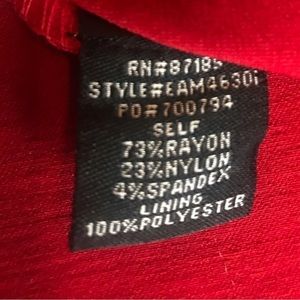 RN#87185
STYLE#EAM4630i
PO#700794
SELF
73%RAYON
23%NYLON
4%SPANDEX
LINING
100%POLYESTER